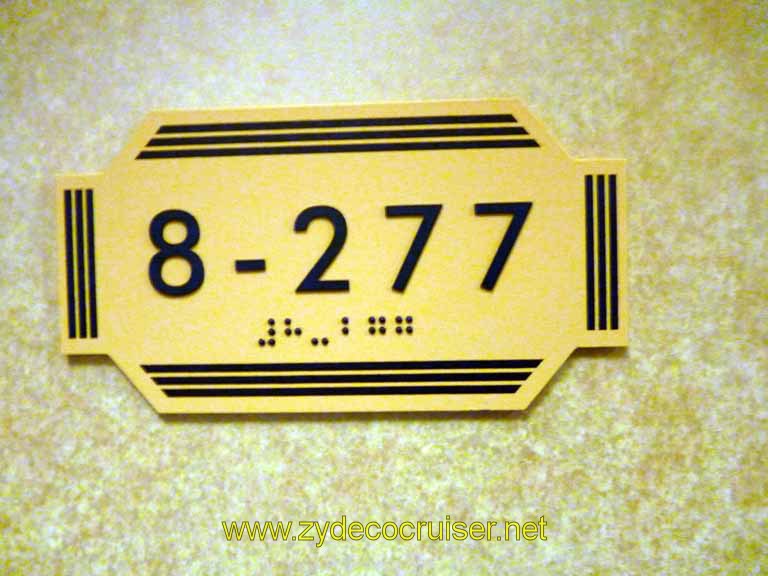 8-277
⠼⠓⠤⠃⠛⠛
www.zydecocruiser.net